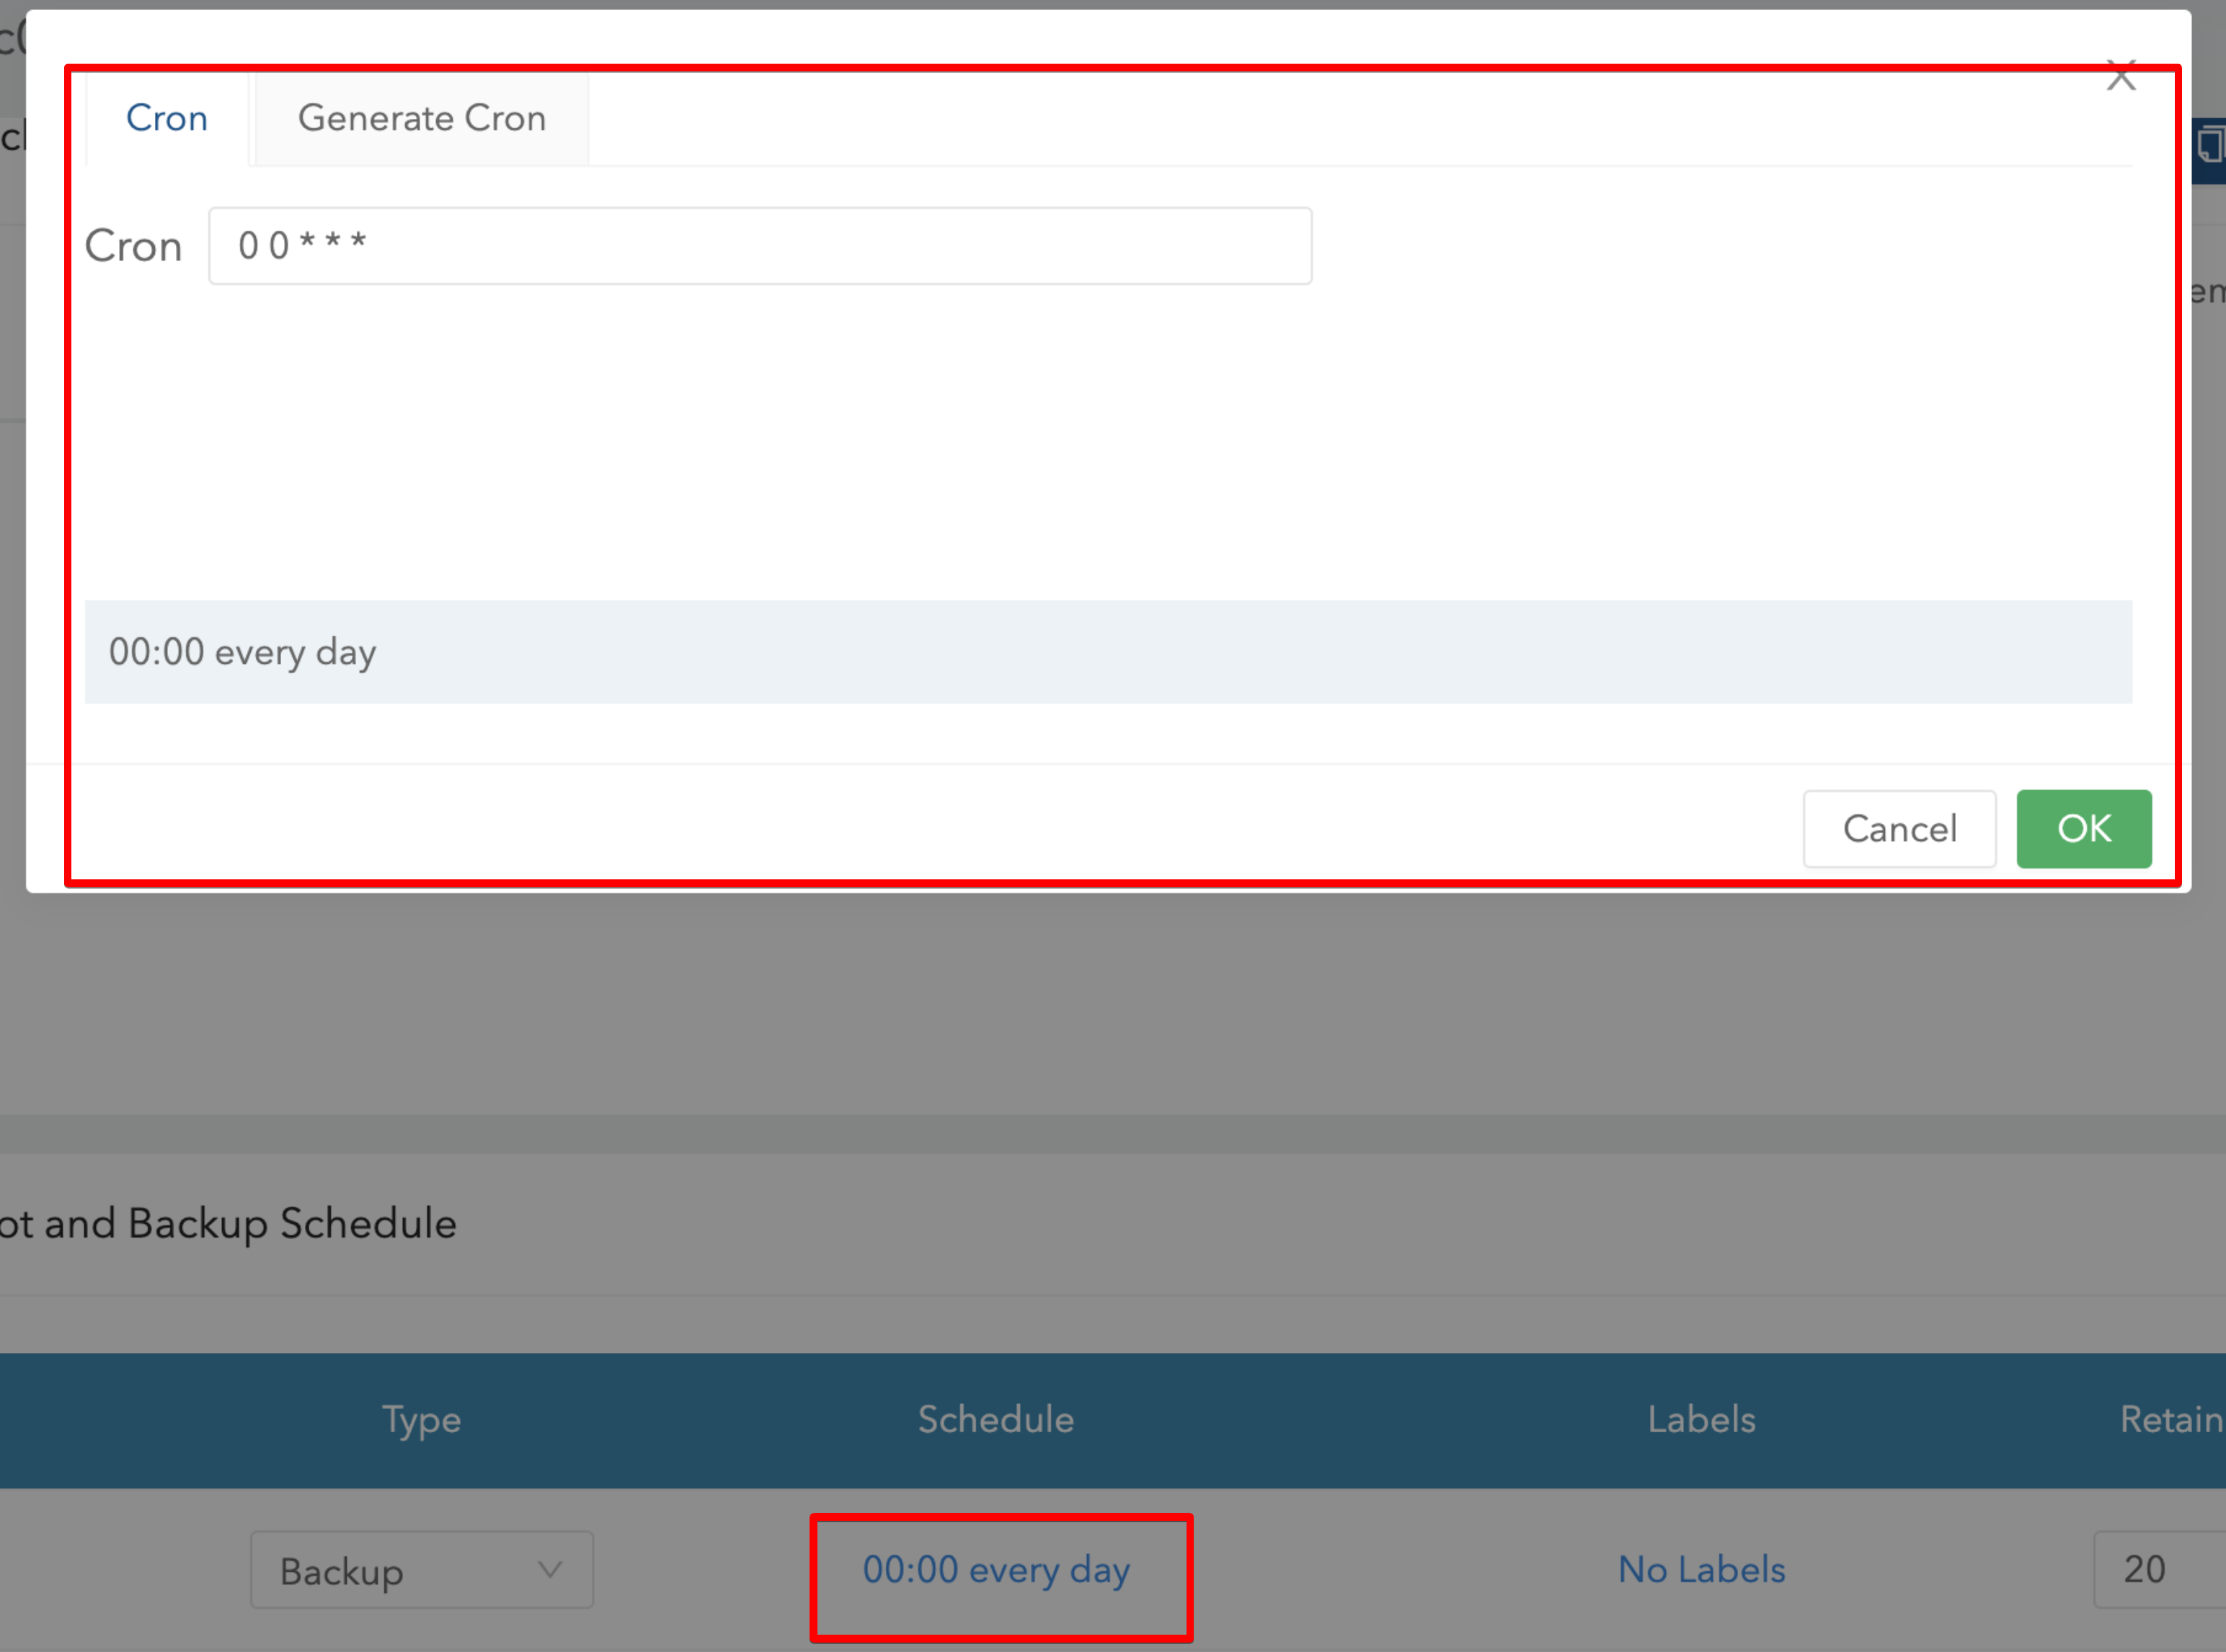 Cron
Generate Cron
Cron
0 0 * * *
00:00 every day
Cancel
OK
and Backup Schedule
Type
Schedule
Labels
Retain
Backup
00:00 every day
No Labels
20